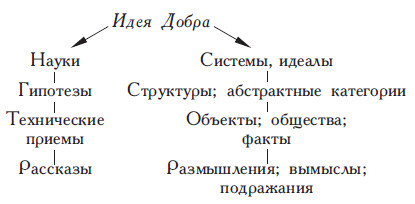 Идея Добра
Науки Системы, идеалы
Гипотезы Структуры; абстрактные категории
Технические Объекты; общества;
приемы факты
Рассказы Размышления; вымыслы;
подражания